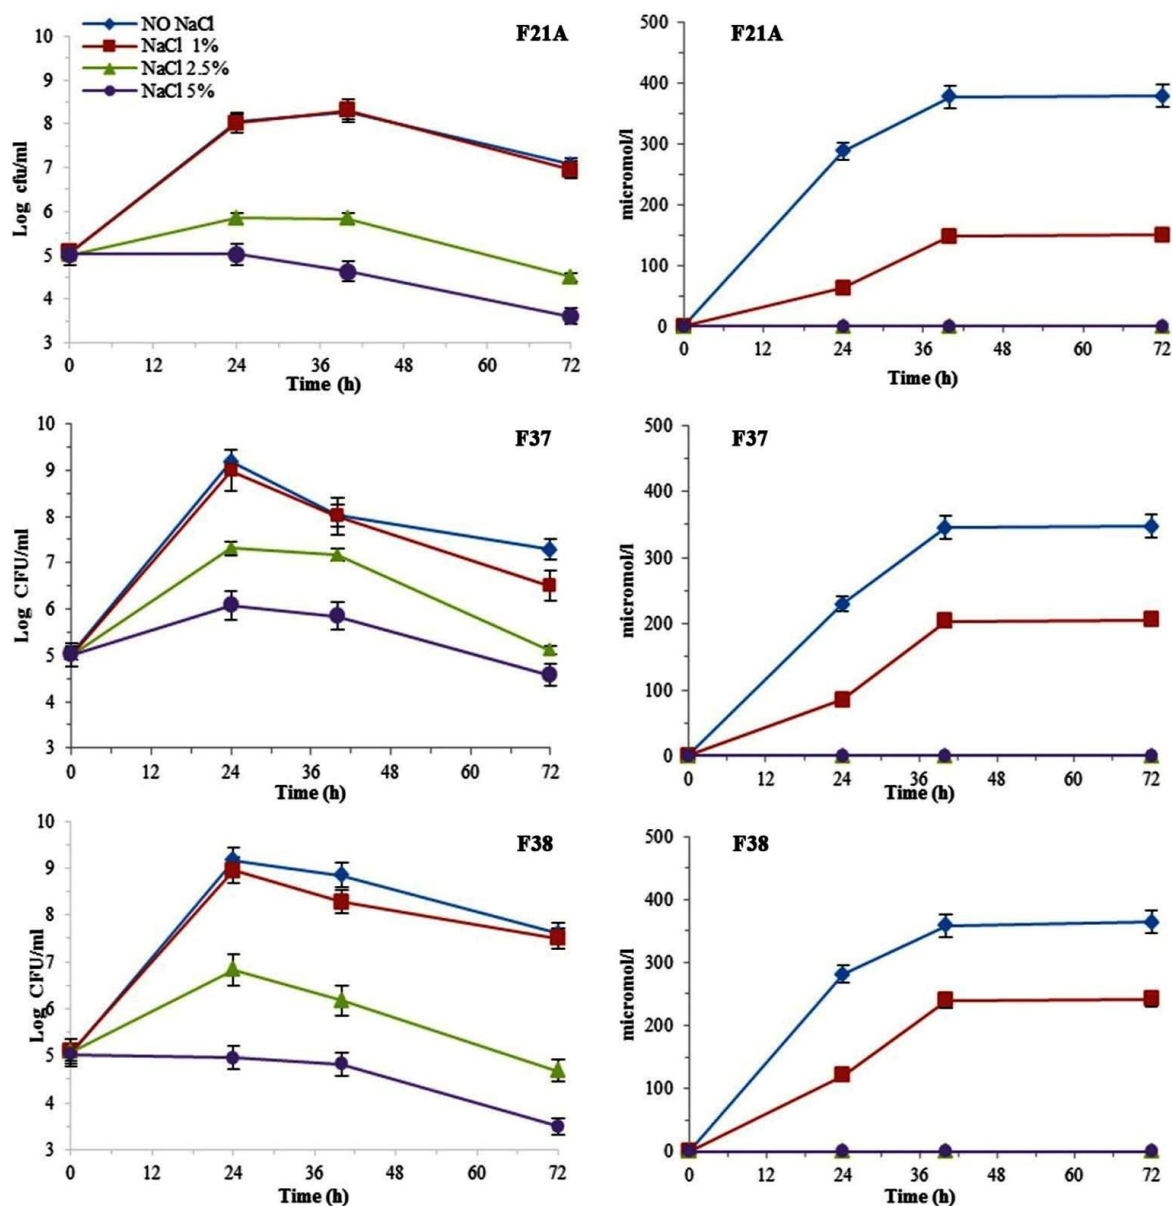 NO NaCl
NaCl 1%
NaCl 2.5%
NaCl 5%
F21A
10
9
8
7
6
5
4
3
Log cfu/ml
0 12 24 36 48 60 72
Time (h)
F21A
500
400
300
200
100
0
micromol/l
0 12 24 36 48 60 72
Time (h)
F37
10
9
8
7
6
5
4
3
Log CFU/ml
0 12 24 36 48 60 72
Time (h)
F37
500
400
300
200
100
0
micromol/l
0 12 24 36 48 60 72
Time (h)
F38
10
9
8
7
6
5
4
3
Log CFU/ml
0 12 24 36 48 60 72
Time (h)
F38
500
400
300
200
100
0
micromol/l
0 12 24 36 48 60 72
Time (h)